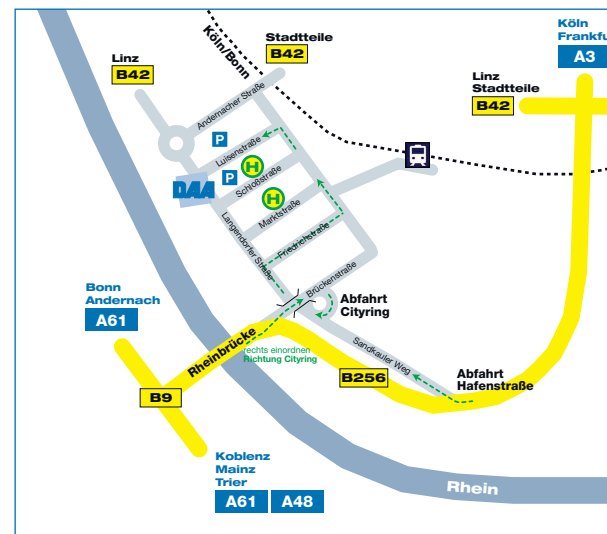 Köln
Frankfu
A3
Stadtteile
B42
Köln/Bonn
Linz
B42
Linz
Stadtteile
B42
Andernacher Straße
P
Luisenstraße
H
P
Schloßstraße
DAA
H
Marktstraße
Langendorfer Straße
Friedrichstraße
Brückenstraße
Bonn
Andernach
A61
Abfahrt
Cityring
Rheinbrücke
rechts einordnen
Richtung Cityring
Sandkauler Weg
B256
Abfahrt
Hafenstraße
B9
Koblenz
Mainz
Trier
A61
A48
Rhein